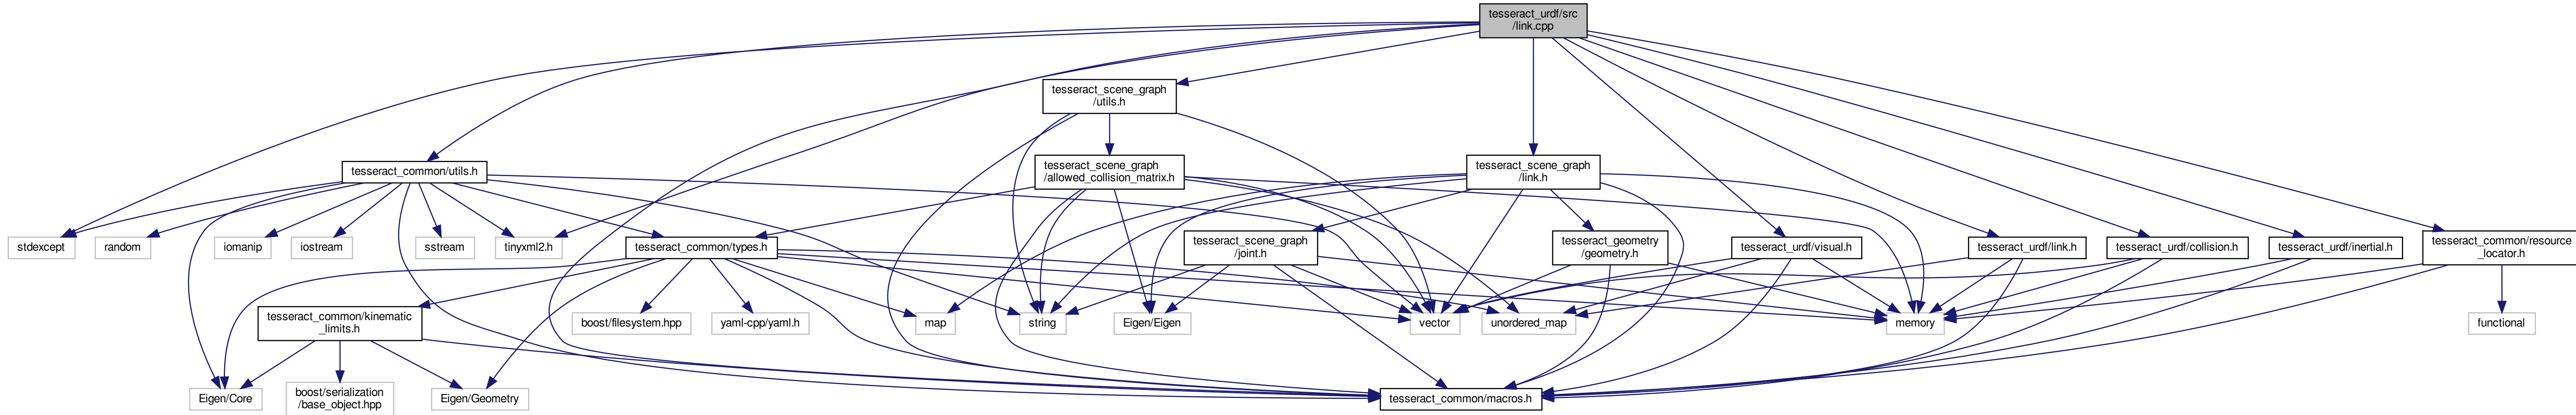 tesseract_urdf/src
/link.cpp
tesseract_scene_graph
/utils.h
tesseract_common/utils.h
tesseract_scene_graph
/allowed_collision_matrix.h
tesseract_scene_graph
/link.h
stdexcept
random
iomanip
iostream
sstream
tinyxml2.h
tesseract_common/types.h
tesseract_scene_graph
/joint.h
tesseract_geometry
/geometry.h
tesseract_urdf/visual.h
tesseract_urdf/link.h
tesseract_urdf/collision.h
tesseract_urdf/inertial.h
tesseract_common/resource
_locator.h
tesseract_common/kinematic
_limits.h
boost/filesystem.hpp
yaml-cpp/yaml.h
map
string
Eigen/Eigen
vector
unordered_map
memory
functional
Eigen/Core
boost/serialization
/base_object.hpp
Eigen/Geometry
tesseract_common/macros.h